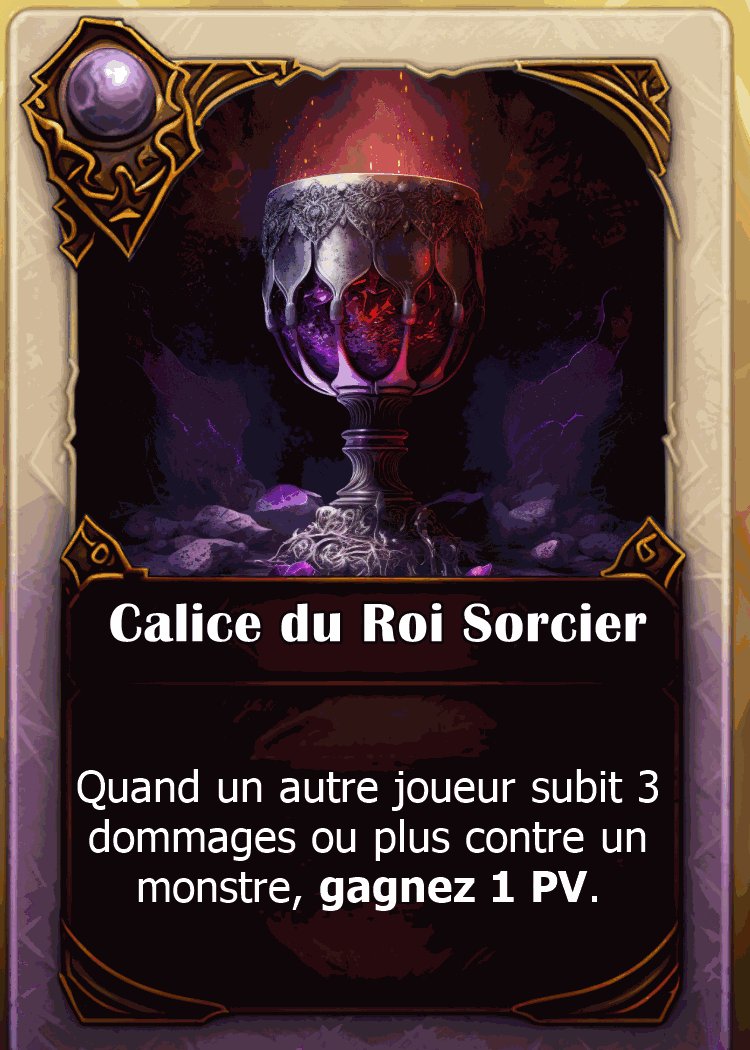 Calice du Roi Sorcier
Quand un autre joueur subit 3
dommages ou plus contre un
monstre, gagnez 1 PV.